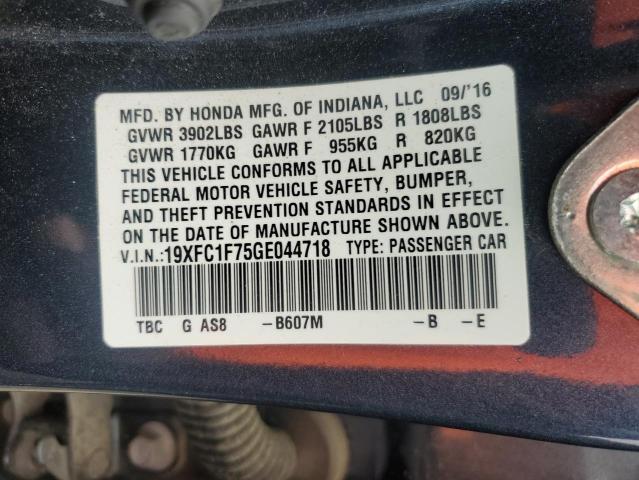 MFD. BY HONDA MFG. OF INDIANA, LLC 09/'16
GVWR 3902LBS GAWR F 2105LBS R 1808LBS
GVWR 1770KG GAWR F 955KG R 820KG
THIS VEHICLE CONFORMS TO ALL APPLICABLE
FEDERAL MOTOR VEHICLE SAFETY, BUMPER,
AND THEFT PREVENTION STANDARDS IN EFFECT
ON THE DATE OF MANUFACTURE SHOWN ABOVE.
V.I.N.:19XFC1F75GE044718 TYPE: PASSENGER CAR
TBC G AS8 -B607M -B -E